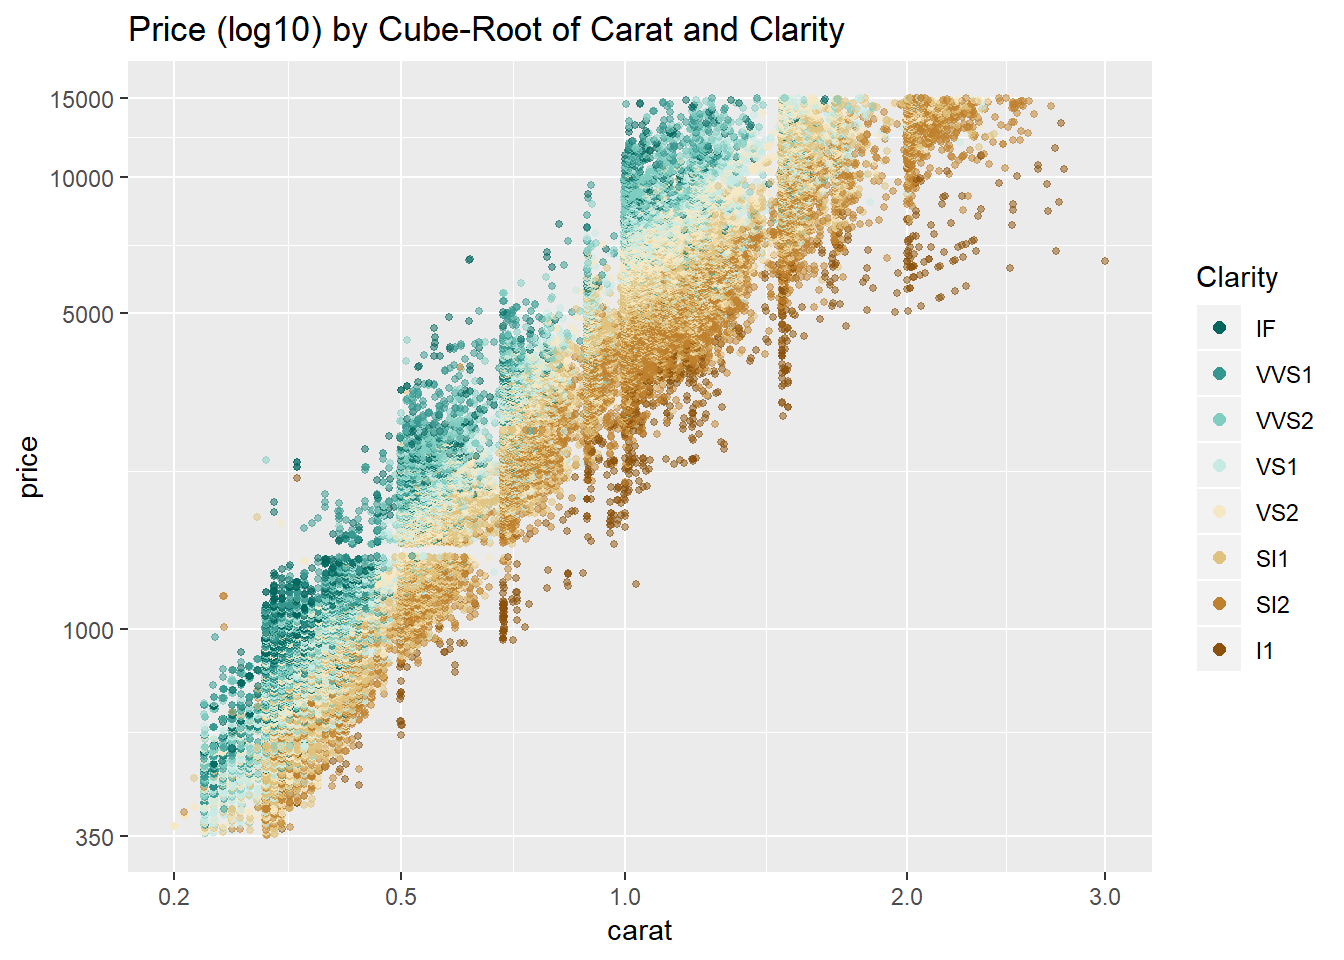 Price (log10) by Cube-Root of Carat and Clarity
15000
10000
5000
1000
350
price
0.2 0.5 1.0 2.0 3.0
carat
Clarity
IF
VVS1
VVS2
VS1
VS2
SI1
SI2
I1